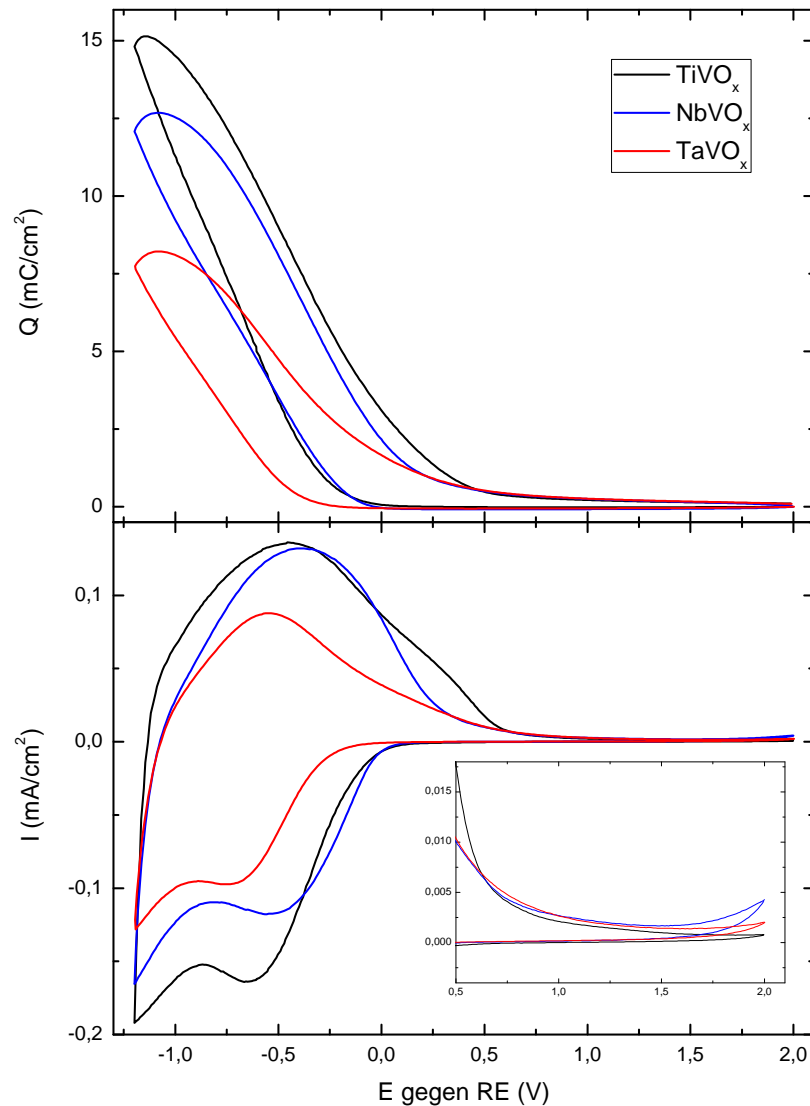 15
10
5
0
Q (mC/cm²)
TiVOₓ
NbVOₓ
TaVOₓ
0,1
0,0
-0,1
-0,2
I (mA/cm²)
0,015
0,010
0,005
0,000
0,5 1,0 1,5 2,0
-1,0 -0,5 0,0 0,5 1,0 1,5 2,0
E gegen RE (V)